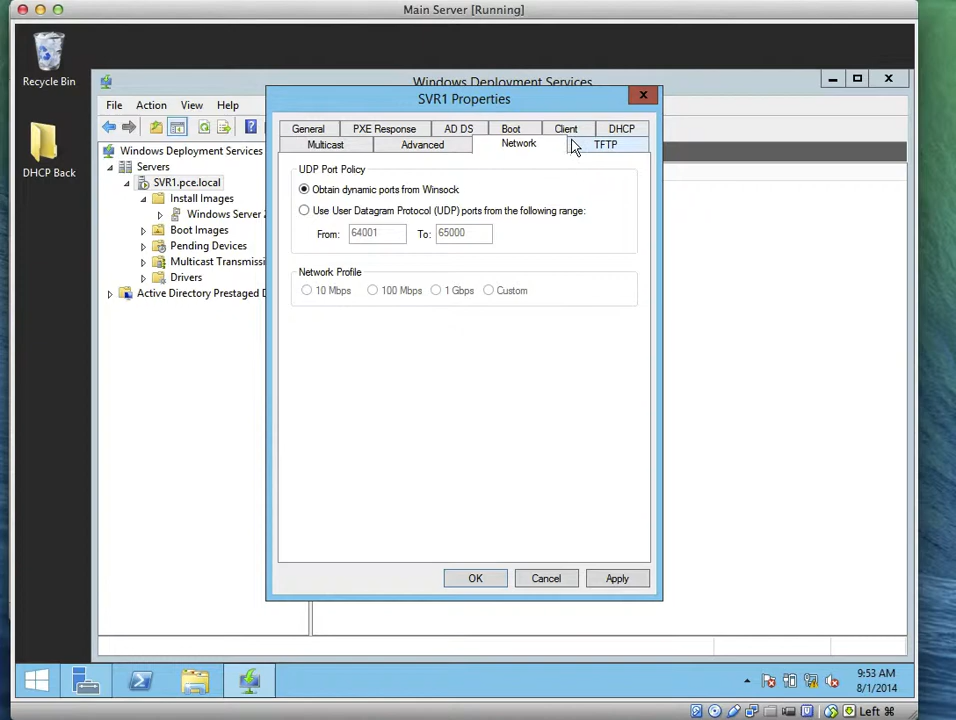 Main Server [Running]
Recycle Bin
DHCP Back
Windows Deployment Services
File Action View Help
SVR1 Properties
General PXE Response AD DS Boot Client DHCP
Multicast Advanced Network TFTP
Windows Deployment Services
Servers
SVR1.pce.local
Install Images
Windows Server
Boot Images
Pending Devices
Multicast Transmissi
Drivers
Active Directory Prestaged D
UDP Port Policy
Obtain dynamic ports from Winsock
Use User Datagram Protocol (UDP) ports from the following range:
From: 64001 To: 65000
Network Profile
10 Mbps 100 Mbps 1 Gbps Custom
OK Cancel Apply
9:53 AM
8/1/2014
Left ⌘